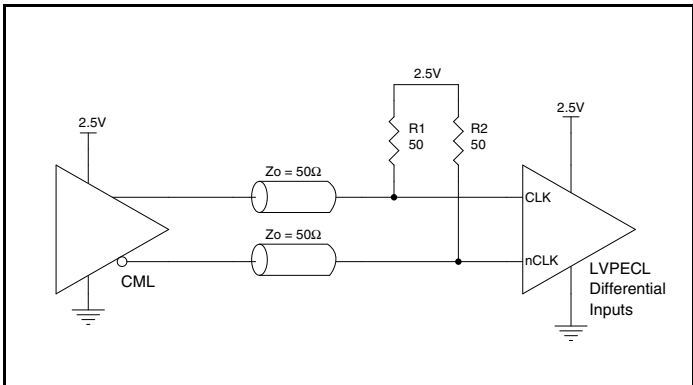 2.5V
2.5V
2.5V
R1
50
R2
50
Zo = 50Ω
CLK
Zo = 50Ω
nCLK
CML
LVPECL
Differential
Inputs